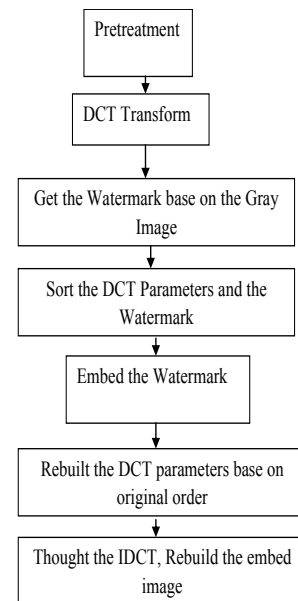 Pretreatment
DCT Transform
Get the Watermark base on the Gray
Image
Sort the DCT Parameters and the
Watermark
Embed the Watermark
Rebuilt the DCT parameters base on
original order
Thought the IDCT, Rebuild the embed
image